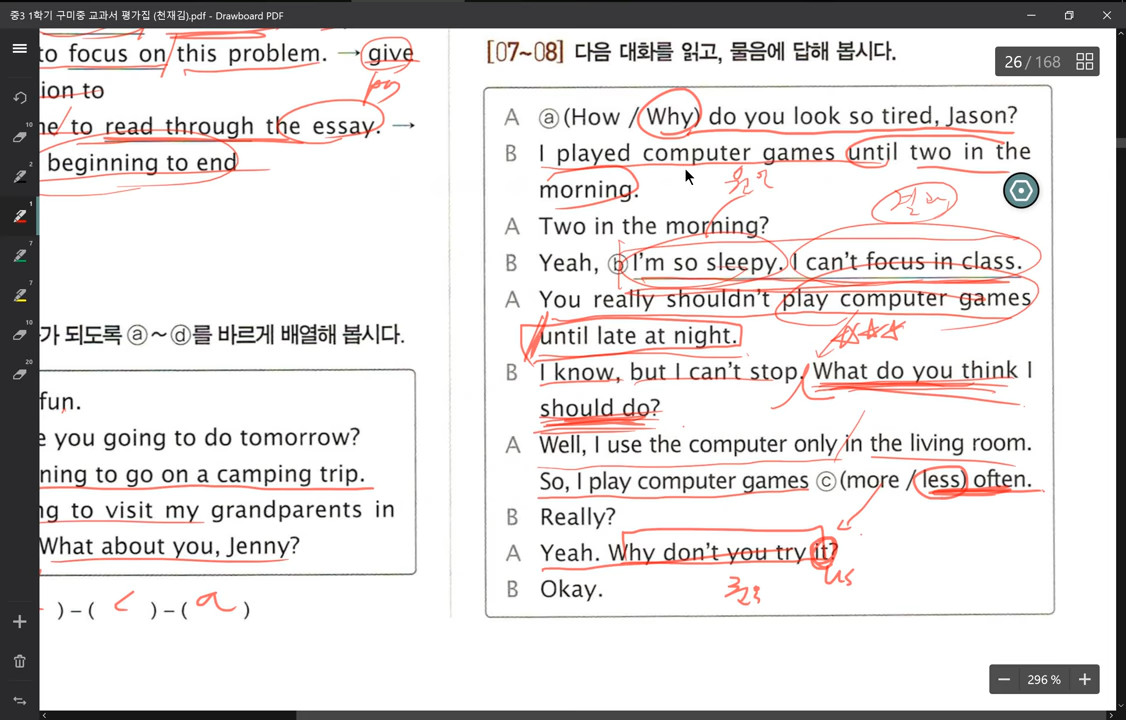 중3 1학기 구미중 교과서 평가집 (천재김).pdf - Drawboard PDF
26 / 168
to focus on this problem. → give
ion to
ne to read through the essay. →
beginning to end
가 되도록 ⓐ~ⓓ를 바르게 배열해 봅시다.
fun.
e you going to do tomorrow?
ning to go on a camping trip.
ng to visit my grandparents in
What about you, Jenny?
) – ( c ) – ( a )
[07~08] 다음 대화를 읽고, 물음에 답해 봅시다.
A ⓐ (How / Why) do you look so tired, Jason?
B I played computer games until two in the
morning.
A Two in the morning?
B Yeah, ⓑ I'm so sleepy. I can't focus in class.
A You really shouldn't play computer games
until late at night.
B I know, but I can't stop. What do you think I
should do?
A Well, I use the computer only in the living room.
So, I play computer games ⓒ (more / less) often.
B Really?
A Yeah. Why don't you try it?
B Okay.
296 %